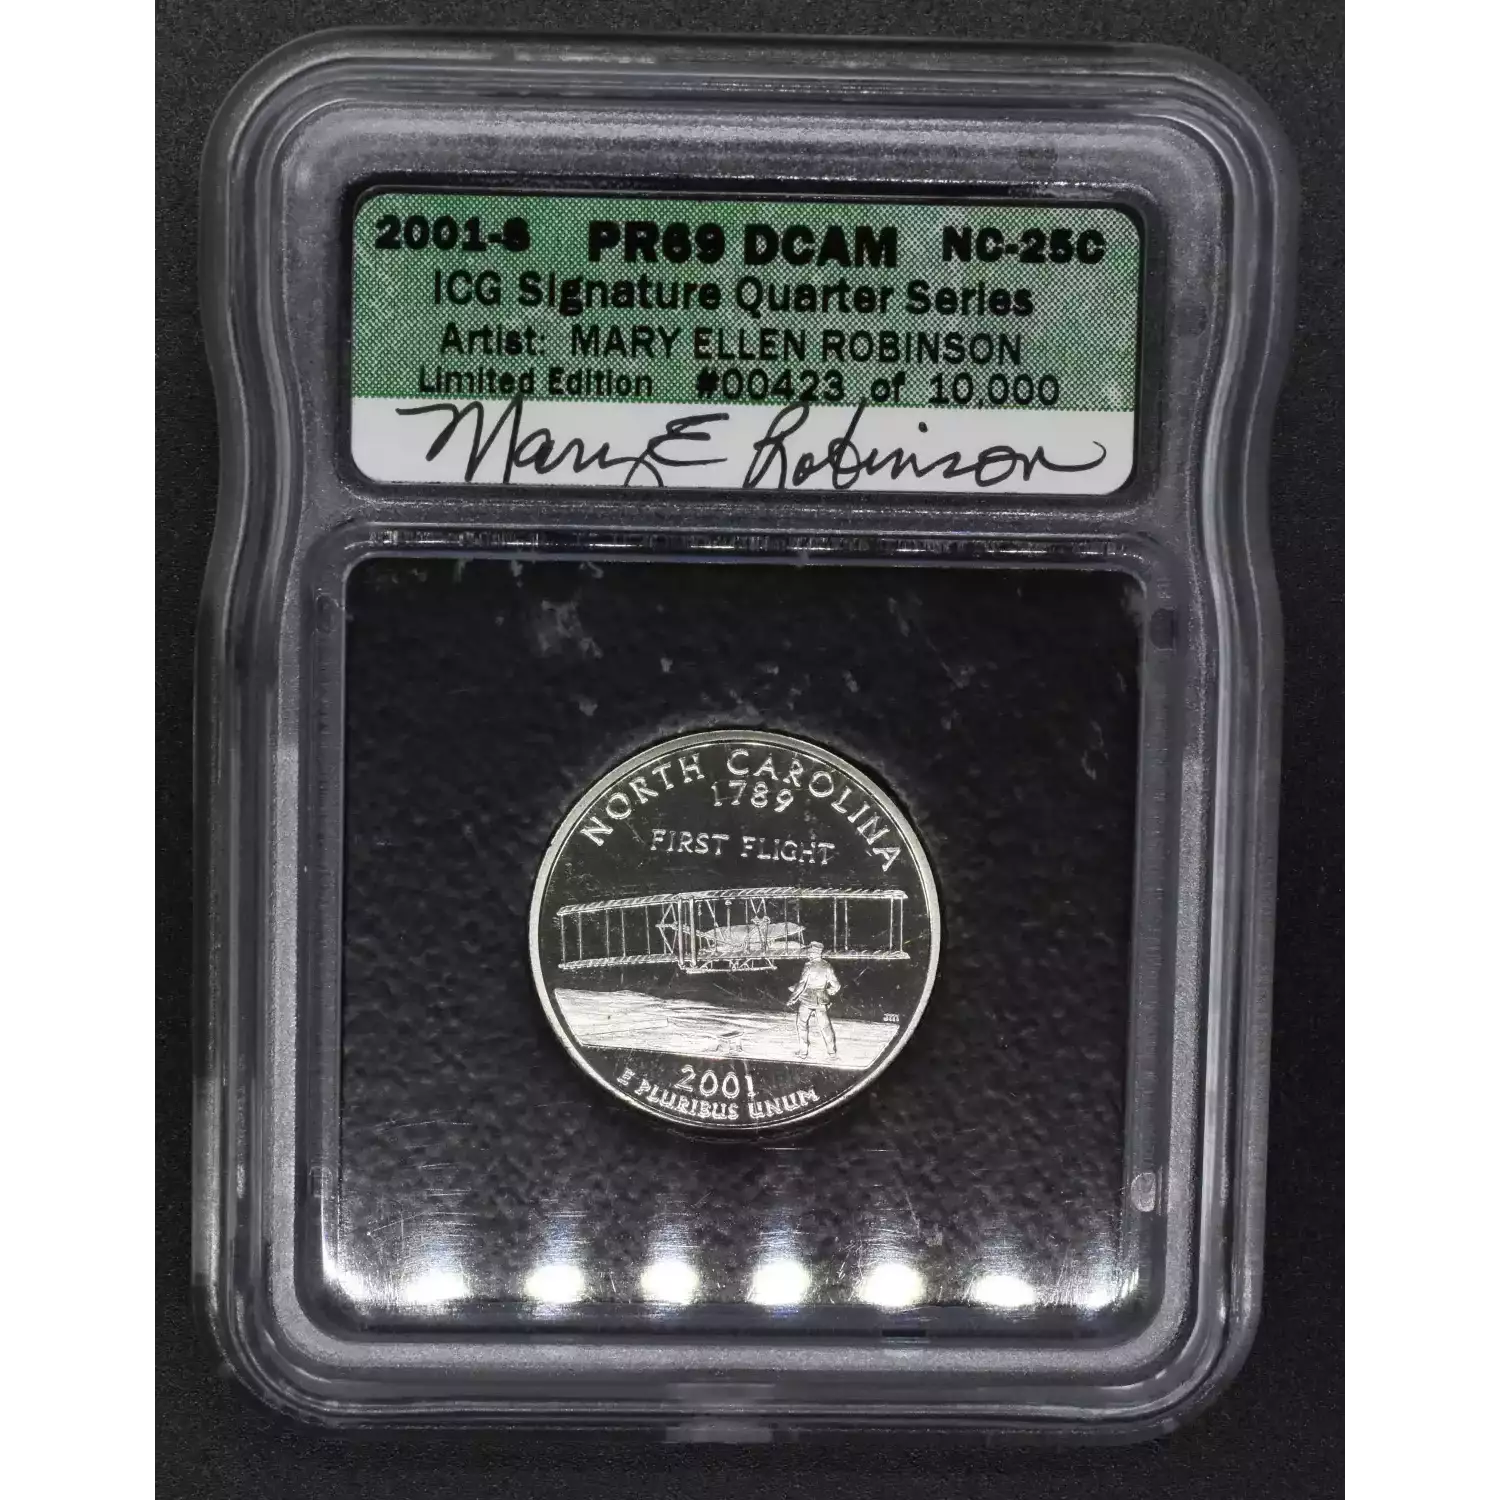 2001-S PR69 DCAM NC-25C
ICG Signature Quarter Series
Artist: MARY ELLEN ROBINSON
Limited Edition #00423 of 10,000
Mary E Robinson
NORTH CAROLINA
1789
FIRST FLIGHT
JM
2001
E PLURIBUS UNUM